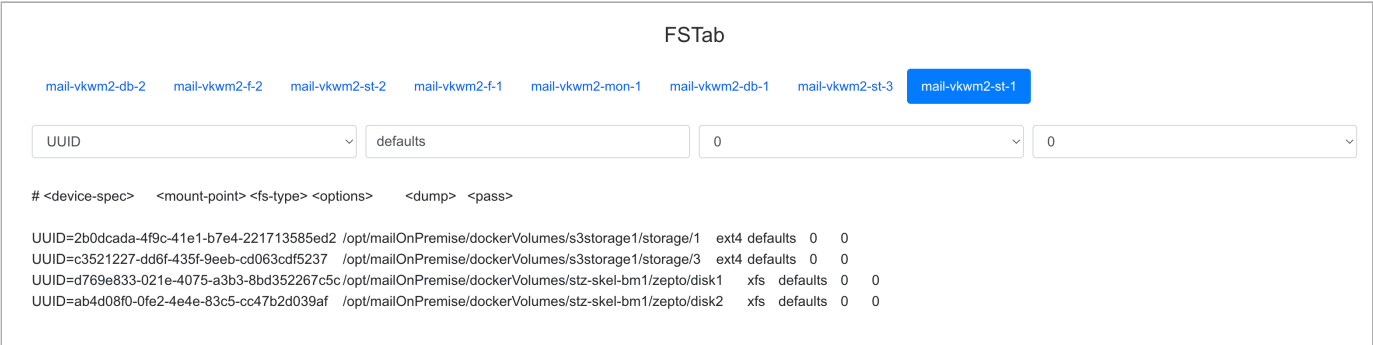 FSTab
mail-vkwm2-db-2 mail-vkwm2-f-2 mail-vkwm2-st-2 mail-vkwm2-f-1 mail-vkwm2-mon-1 mail-vkwm2-db-1 mail-vkwm2-st-3 mail-vkwm2-st-1
UUID defaults 0 0
# <device-spec> <mount-point> <fs-type> <options> <dump> <pass>
UUID=2b0dcada-4f9c-41e1-b7e4-221713585ed2 /opt/mailOnPremise/dockerVolumes/s3storage1/storage/1 ext4 defaults 0 0
UUID=c3521227-dd6f-435f-9eeb-cd063cdf5237 /opt/mailOnPremise/dockerVolumes/s3storage1/storage/3 ext4 defaults 0 0
UUID=d769e833-021e-4075-a3b3-8bd352267c5c /opt/mailOnPremise/dockerVolumes/stz-skel-bm1/zepto/disk1 xfs defaults 0 0
UUID=ab4d08f0-0fe2-4e4e-83c5-cc47b2d039af /opt/mailOnPremise/dockerVolumes/stz-skel-bm1/zepto/disk2 xfs defaults 0 0